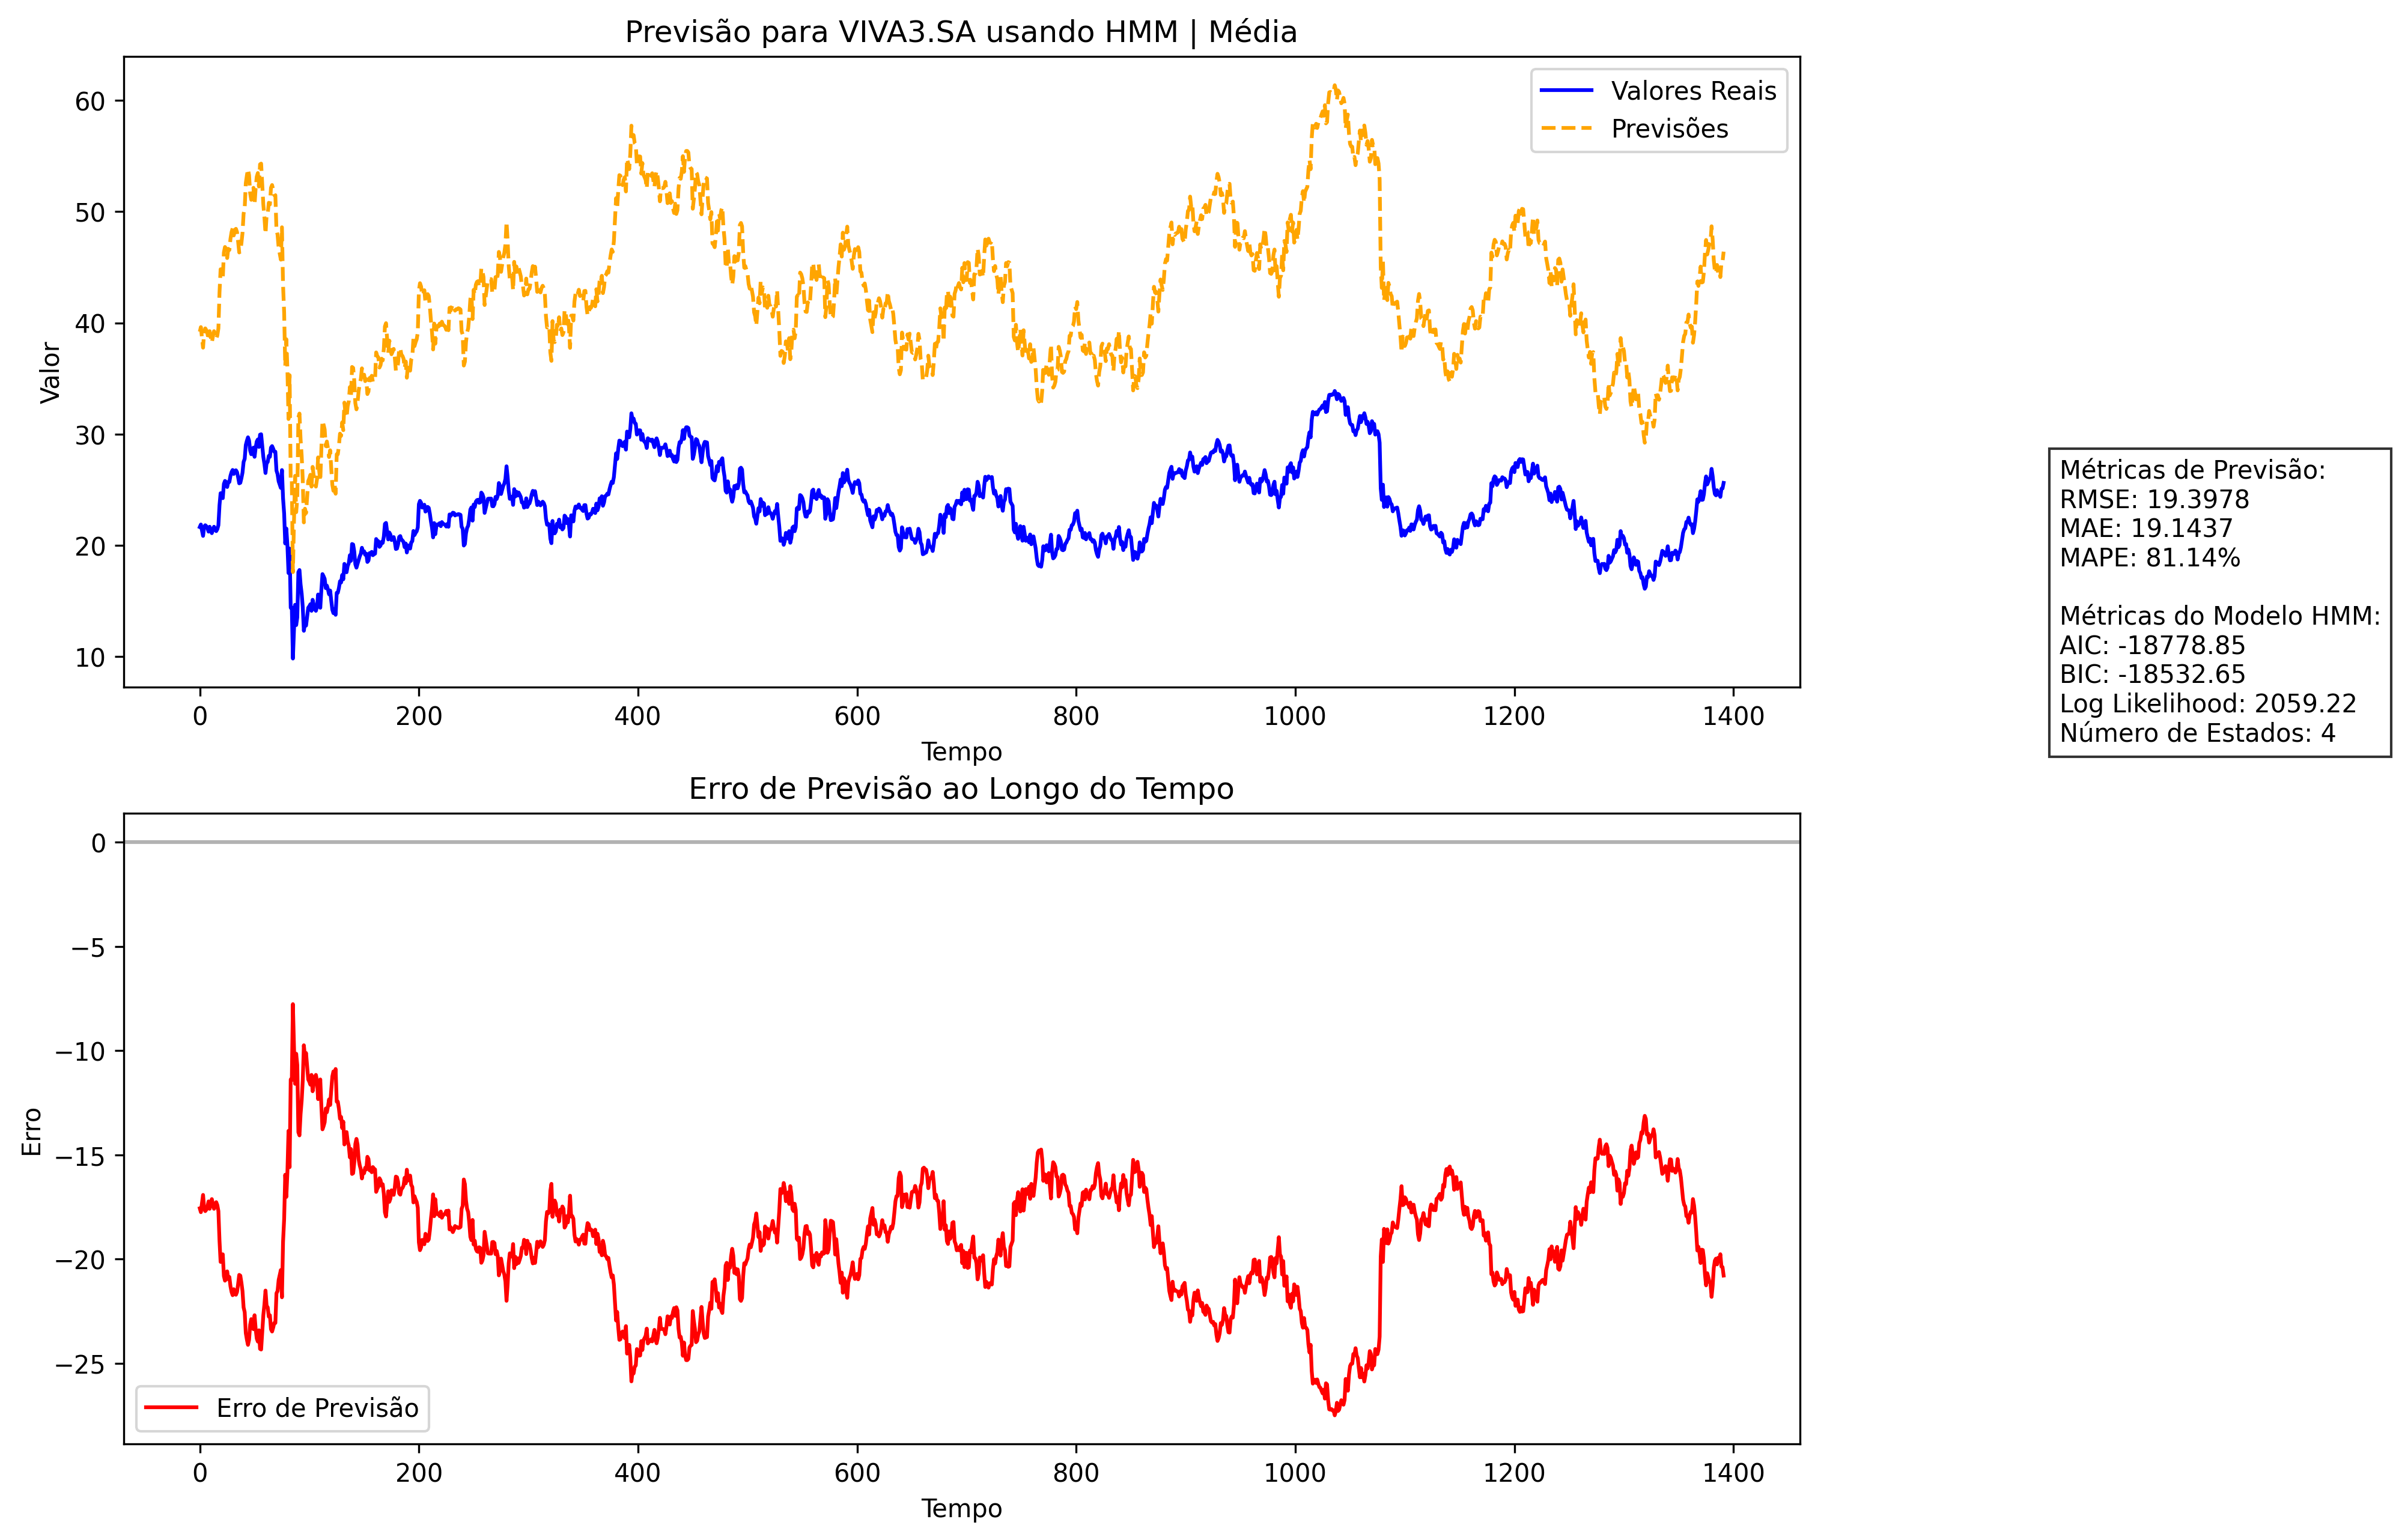 Previsão para VIVA3.SA usando HMM | Média
Valores Reais
Previsões
Valor
60
50
40
30
20
10
0 200 400 600 800 1000 1200 1400
Tempo
Métricas de Previsão:
RMSE: 19.3978
MAE: 19.1437
MAPE: 81.14%
Métricas do Modelo HMM:
AIC: -18778.85
BIC: -18532.65
Log Likelihood: 2059.22
Número de Estados: 4
Erro de Previsão ao Longo do Tempo
Erro
0
−5
−10
−15
−20
−25
Erro de Previsão
0 200 400 600 800 1000 1200 1400
Tempo